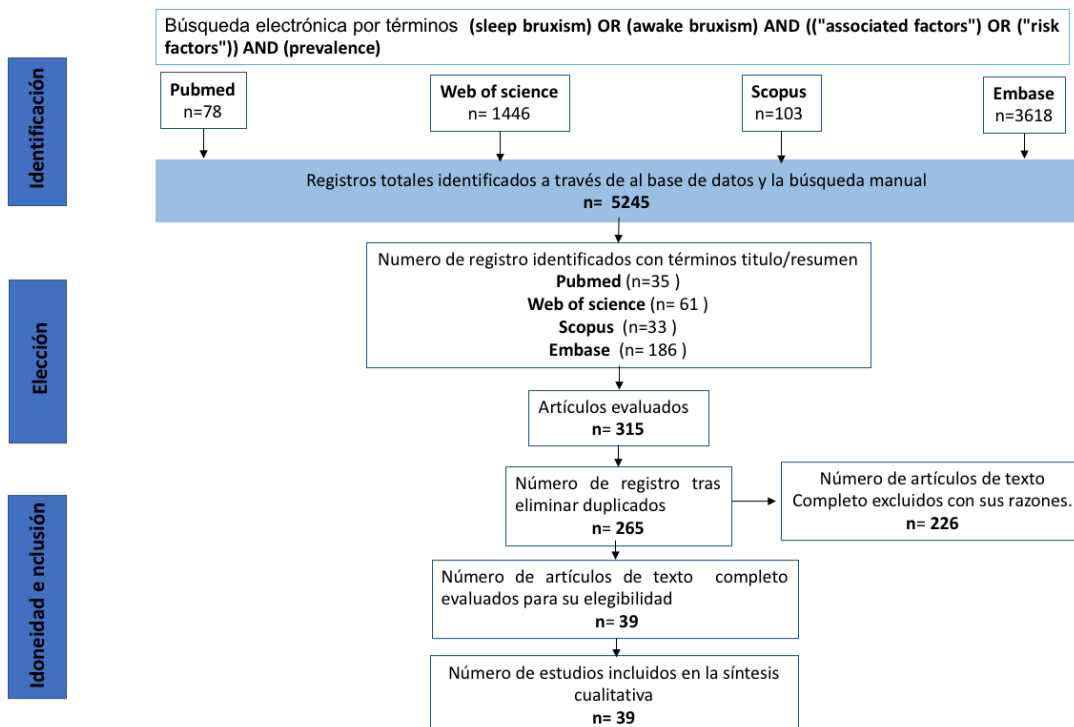 Búsqueda electrónica por términos (sleep bruxism) OR (awake bruxism) AND (("associated factors") OR ("risk
factors")) AND (prevalence)
Identificación
Pubmed
n=78
Web of science
n= 1446
Scopus
n=103
Embase
n=3618
Registros totales identificados a través de al base de datos y la búsqueda manual
n= 5245
Elección
Numero de registro identificados con términos titulo/resumen
Pubmed (n=35 )
Web of science (n= 61 )
Scopus (n=33 )
Embase (n= 186 )
Artículos evaluados
n= 315
Idoneidad e nclusión
Número de registro tras
eliminar duplicados
n= 265
Número de artículos de texto
Completo excluidos con sus razones.
n= 226
Número de artículos de texto completo
evaluados para su elegibilidad
n= 39
Número de estudios incluidos en la síntesis
cualitativa
n= 39